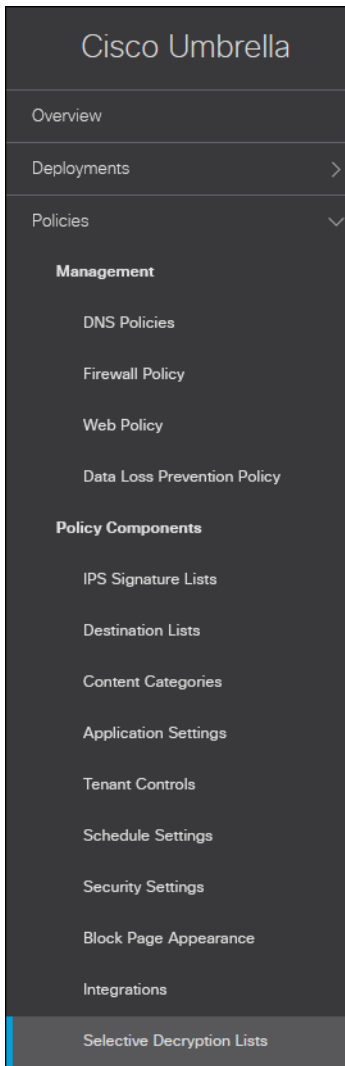 Cisco Umbrella
Overview
Deployments
Policies
Management
DNS Policies
Firewall Policy
Web Policy
Data Loss Prevention Policy
Policy Components
IPS Signature Lists
Destination Lists
Content Categories
Application Settings
Tenant Controls
Schedule Settings
Security Settings
Block Page Appearance
Integrations
Selective Decryption Lists